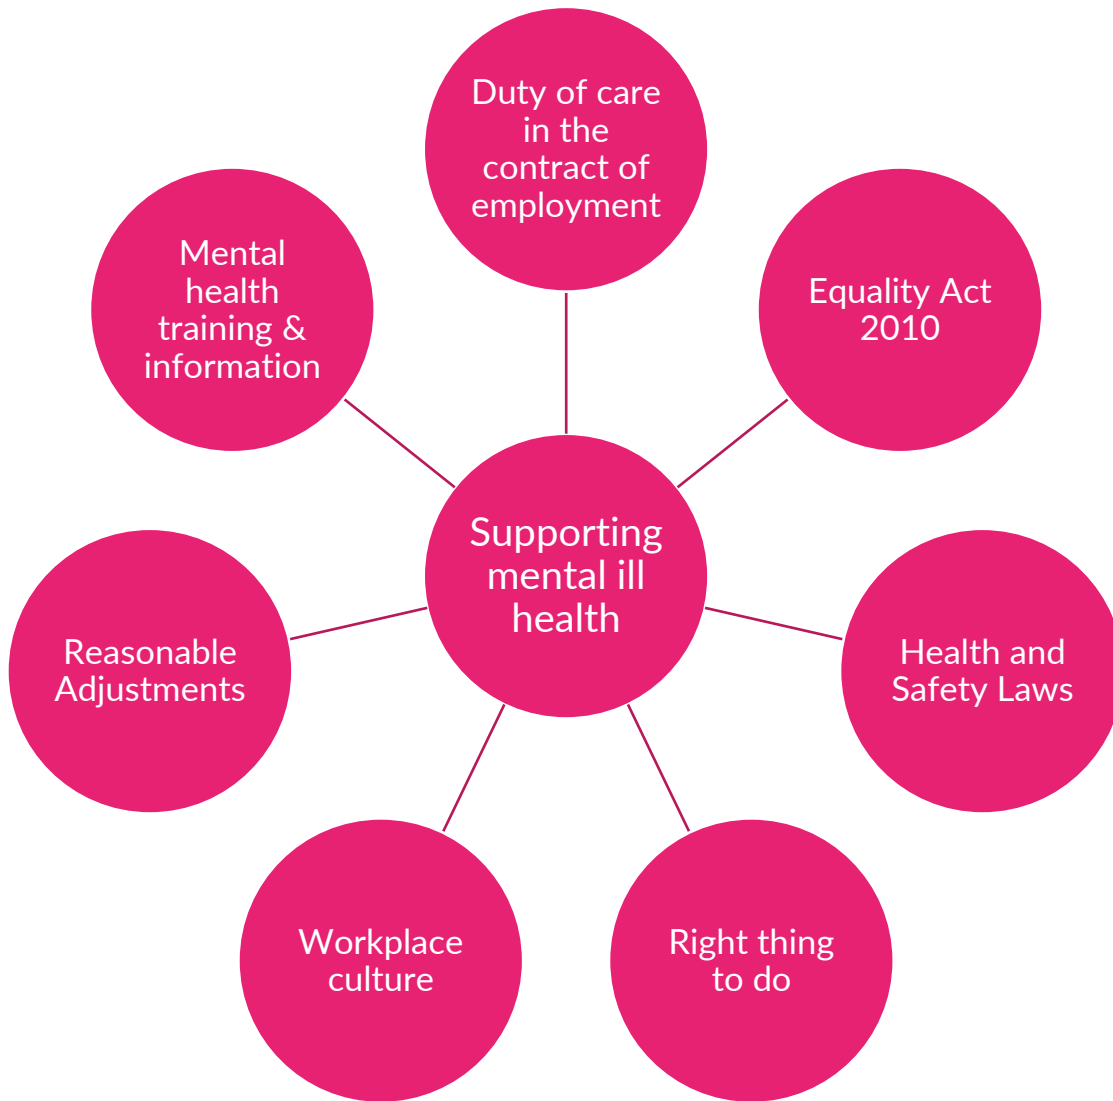 Duty of care
in the
contract of
employment
Equality Act
2010
Health and
Safety Laws
Right thing
to do
Workplace
culture
Reasonable
Adjustments
Mental
health
training &
information
Supporting
mental ill
health